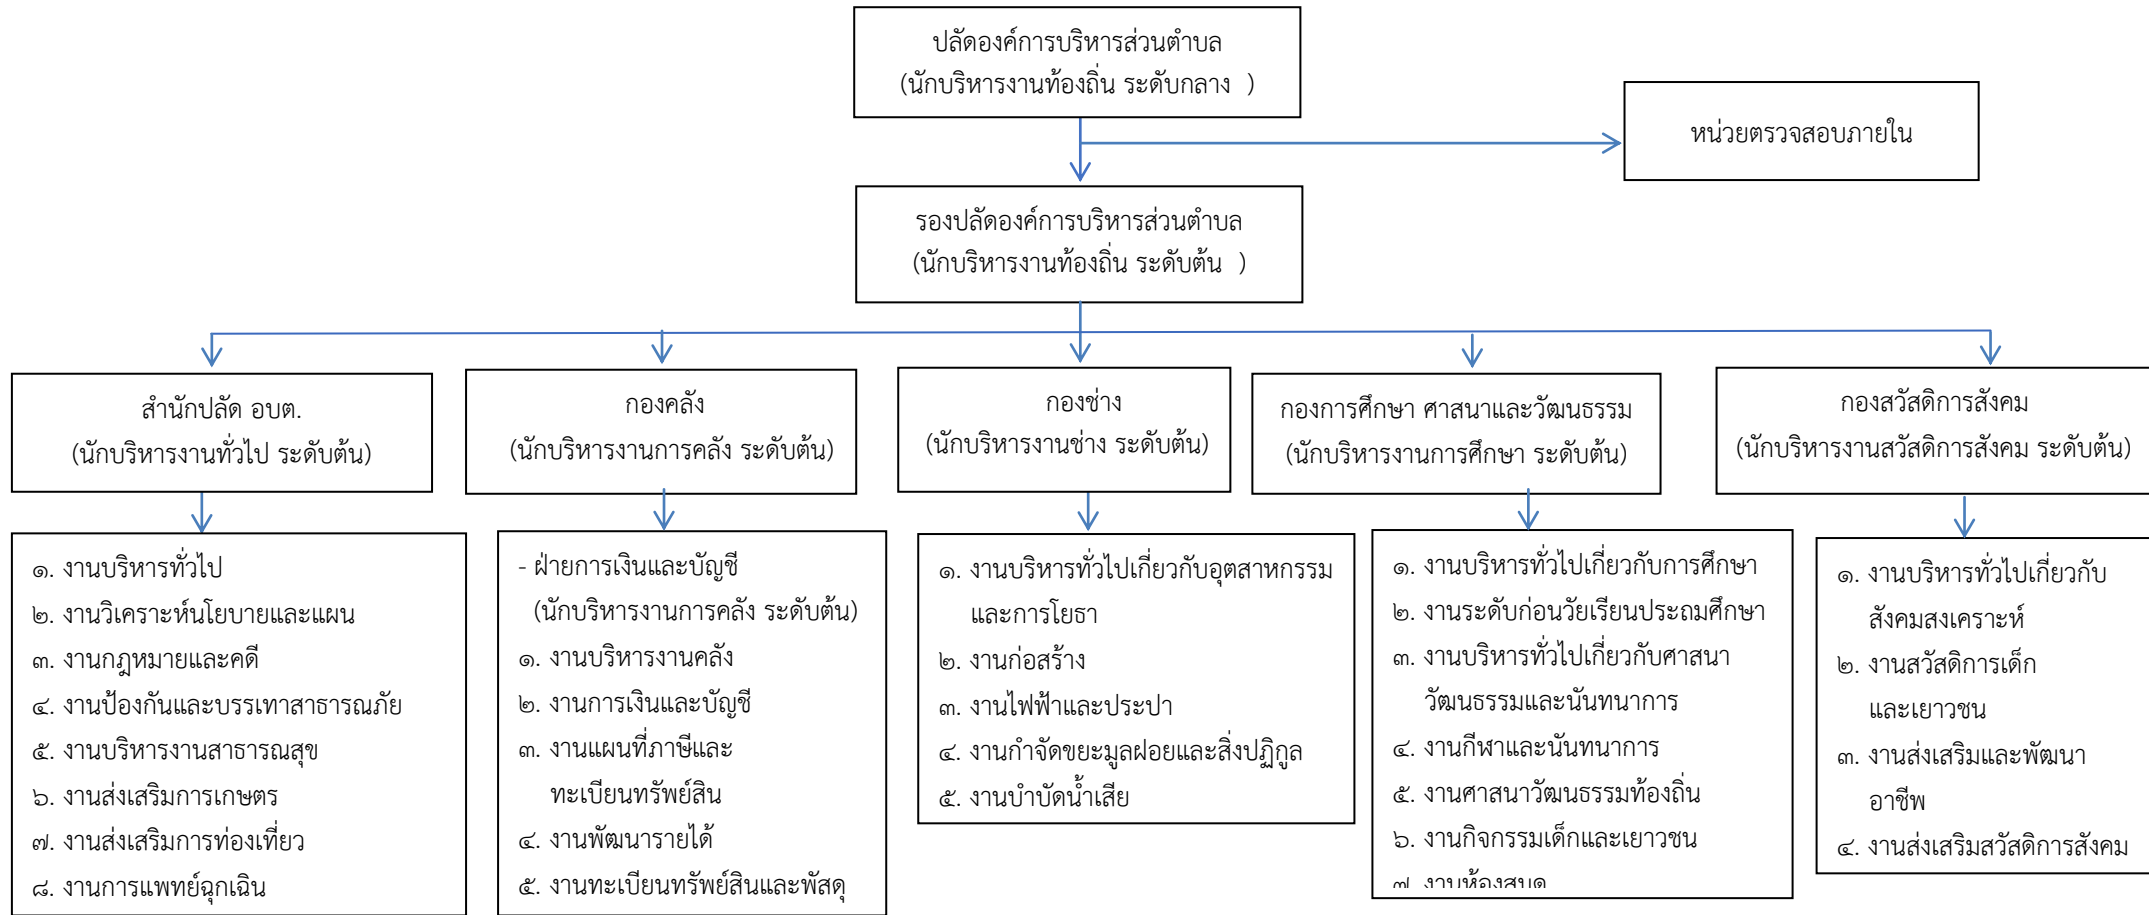 ปลัดองค์การบริหารส่วนตำบล
(นักบริหารงานท้องถิ่น ระดับกลาง )
หน่วยตรวจสอบภายใน
รองปลัดองค์การบริหารส่วนตำบล
(นักบริหารงานท้องถิ่น ระดับต้น )
สำนักปลัด อบต.
(นักบริหารงานทั่วไป ระดับต้น)
กองคลัง
(นักบริหารงานการคลัง ระดับต้น)
กองช่าง
(นักบริหารงานช่าง ระดับต้น)
กองการศึกษา ศาสนาและวัฒนธรรม
(นักบริหารงานการศึกษา ระดับต้น)
กองสวัสดิการสังคม
(นักบริหารงานสวัสดิการสังคม ระดับต้น)
๑. งานบริหารทั่วไป
๒. งานวิเคราะห์นโยบายและแผน
๓. งานกฎหมายและคดี
๔. งานป้องกันและบรรเทาสาธารณภัย
๕. งานบริหารงานสาธารณสุข
๖. งานส่งเสริมการเกษตร
๗. งานส่งเสริมการท่องเที่ยว
๘. งานการแพทย์ฉุกเฉิน
- ฝ่ายการเงินและบัญชี
(นักบริหารงานการคลัง ระดับต้น)
๑. งานบริหารงานคลัง
๒. งานการเงินและบัญชี
๓. งานแผนที่ภาษีและ
ทะเบียนทรัพย์สิน
๔. งานพัฒนารายได้
๕. งานทะเบียนทรัพย์สินและพัสดุ
๑. งานบริหารทั่วไปเกี่ยวกับอุตสาหกรรม
และการโยธา
๒. งานก่อสร้าง
๓. งานไฟฟ้าและประปา
๔. งานกำจัดขยะมูลฝอยและสิ่งปฏิกูล
๕. งานบำบัดน้ำเสีย
๑. งานบริหารทั่วไปเกี่ยวกับการศึกษา
๒. งานระดับก่อนวัยเรียนประถมศึกษา
๓. งานบริหารทั่วไปเกี่ยวกับศาสนา
วัฒนธรรมและนันทนาการ
๔. งานกีฬาและนันทนาการ
๕. งานศาสนาวัฒนธรรมท้องถิ่น
๖. งานกิจกรรมเด็กและเยาวชน
๗. งานห้องสมุด
๑. งานบริหารทั่วไปเกี่ยวกับ
สังคมสงเคราะห์
๒. งานสวัสดิการเด็ก
และเยาวชน
๓. งานส่งเสริมและพัฒนา
อาชีพ
๔. งานส่งเสริมสวัสดิการสังคม